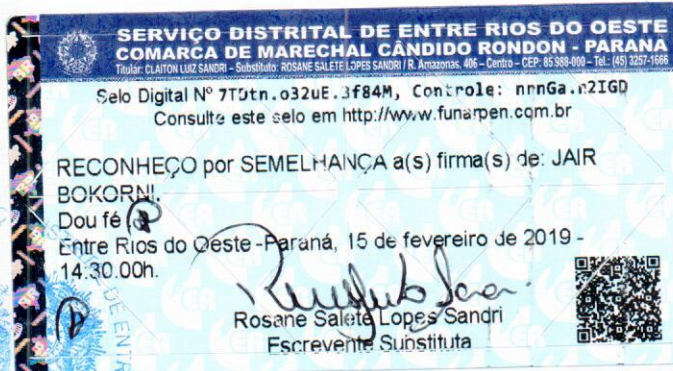 SERVIÇO DISTRITAL DE ENTRE RIOS DO OESTE
COMARCA DE MARECHAL CÂNDIDO RONDON - PARANÁ
Titular: CLAITON LUIZ SANDRI - Substituto: ROSANE SALETE LOPES SANDRI / R. Amazonas, 406 - Centro - CEP: 85.988-000 - Tel.: (45) 3257-1666
Selo Digital Nº 7TDtn.o32uE.3f84M, Controle: nrnGa.n2IGD
Consulte este selo em http://www.funarpen.com.br
RECONHEÇO por SEMELHANÇA a(s) firma(s) de: JAIR
BOKORNI.
Dou fé
Entre Rios do Oeste-Paraná, 15 de fevereiro de 2019 -
14:30.00h.
Rosane Salete Lopes Sandri
Escrevente Substituta
DE ENTR